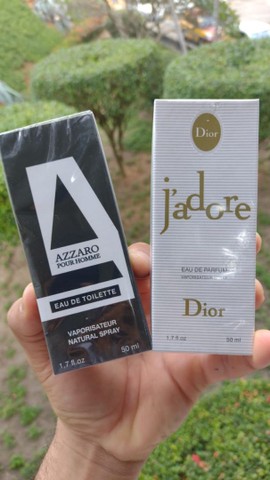 AZZARO
POUR HOMME
EAU DE TOILETTE
VAPORISATEUR
NATURAL SPRAY
1,7 fl.oz
50 ml
Dior
j'adore
EAU DE PARFUM
Dior
1.7 fl.oz
50 ml